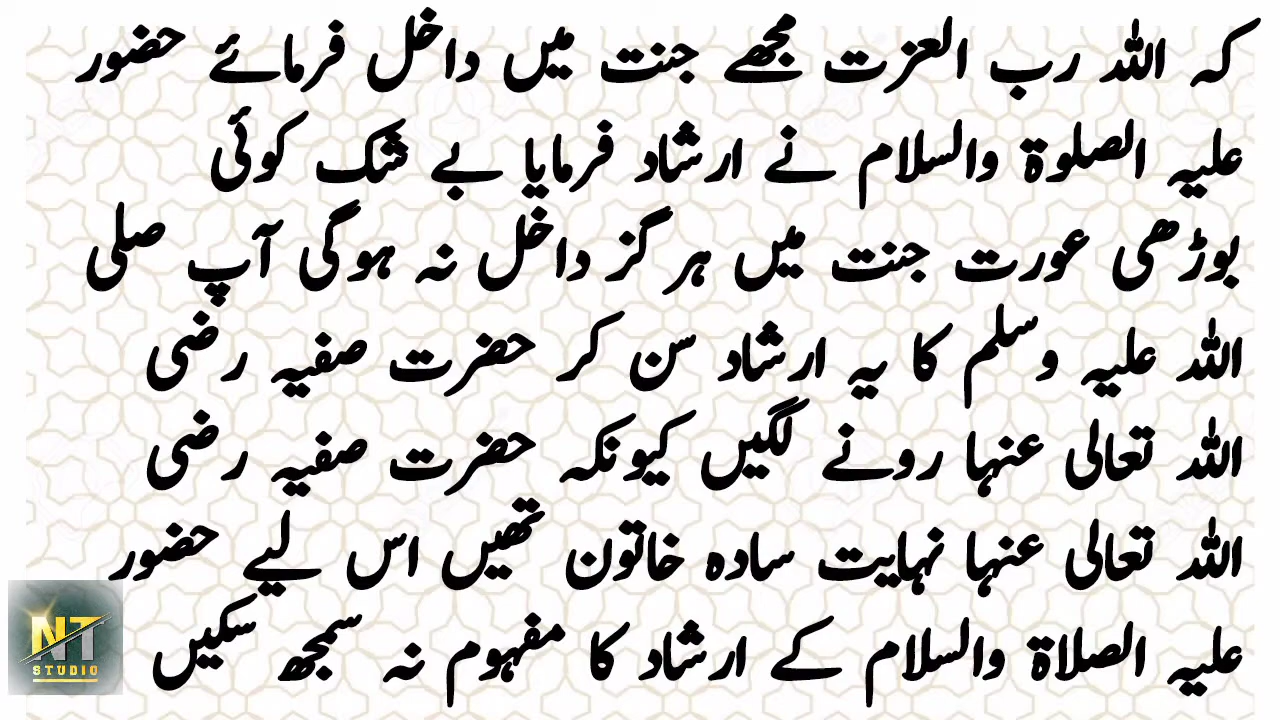 کہ اللہ رب العزت مجھے جنت میں داخل فرمائے حضور
علیہ الصلوۃ والسلام نے ارشاد فرمایا بے شک کوئی
بوڑھی عورت جنت میں ہرگز داخل نہ ہوگی آپ صلی
اللہ علیہ وسلم کا یہ ارشاد سن کر حضرت صفیہ رضی
اللہ تعالی عنہا رونے لگیں کیونکہ حضرت صفیہ رضی
اللہ تعالی عنہا نہایت سادہ خاتون تھیں اس لیے حضور
علیہ الصلاۃ والسلام کے ارشاد کا مفہوم نہ سمجھ سکیں
NT
STUDIO